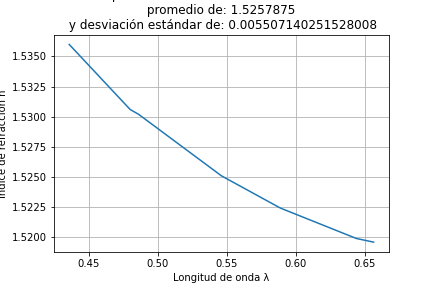 promedio de: 1.5257875
y desviación estándar de: 0.005507140251528008
1.5350
1.5325
1.5300
1.5275
1.5250
1.5225
1.5200
de refracción n
0.45 0.50 0.55 0.60 0.65
Longitud de onda λ